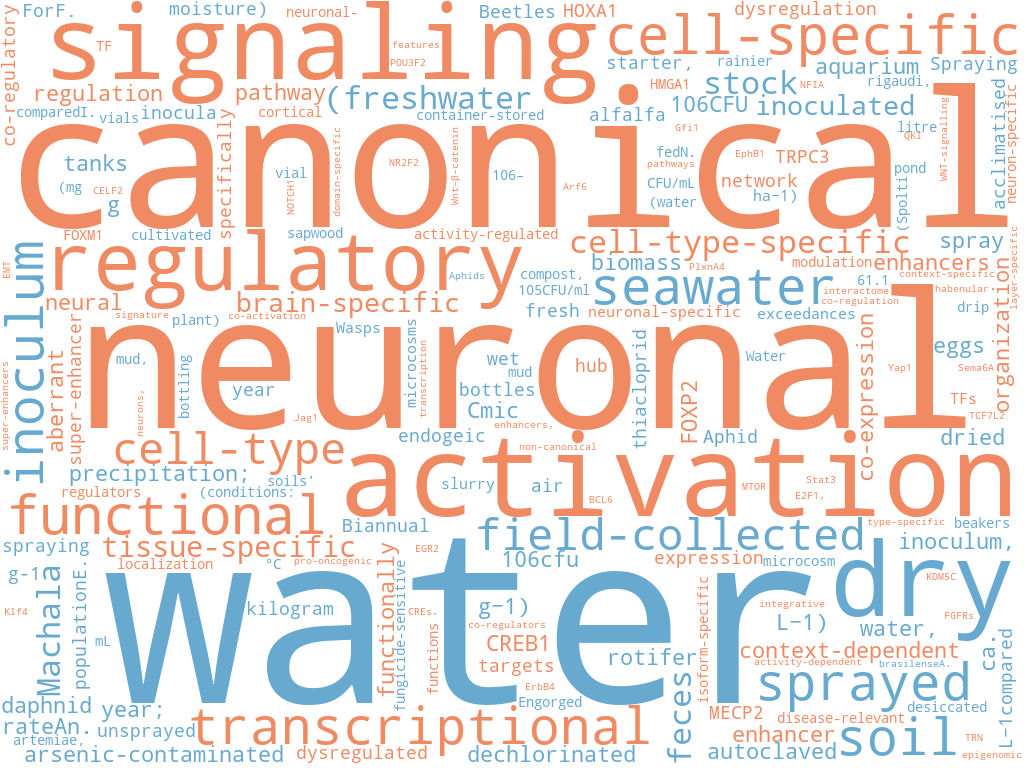 ForF.
moisture)
neuronal-
Beetles
HOXA1
dysregulation
co-regulatory
signaling
TF
features
POU3F2
cell-specific
starter,
rainier
aquarium
Spraying
regulation
pathway
(freshwater
HMGA1
stock
NFIA
rigaudi,
acclimatised
neuron-specific
comparedI.
vials
inocula
specifically
cortical
container-stored
alfalfa
106CFU
inoculated
litre
WNT-signalling
canonical
tanks
(mg
CELF2
g
vial
NOTCH1
domain-specific
NR2F2
Wnt-β-catenin
106–
Arf6
Gfi1
fedN.
pathways
CFU/mL
(water
EphB1
TRPC3
network
ha−1)
QKI
pond
(Spolti
FOXM1
cultivated
sapwood
activity-regulated
cell-type-specific
spray
EMT
inoculum
regulatory
Aphids
compost,
biomass
PlxnA4
modulation
enhancers
context-specific
habenular.
layer-specific
organization
neural
brain-specific
105CFU/ml
seawater
61.1
interactome
co-regulation
drip
super-enhancer
signature
plant)
co-activation
Wasps
microcosms
fresh
neuronal-specific
exceedances
super-enhancers
aberrant
mud,
bottling
neurons,
year
neuronal
Jag1
transcription
wet
mud
bottles
Cmic
hub
thiacloprid
FOXP2
Water
co-expression
eggs
Yap1
Sema6A
TFs
TCF7L2
cell-type
endogeic
enhancers,
non-canonical
Aphid
dried
precipitation;
soils’
regulators
(conditions:
activation
slurry
air
BCL6
MTOR
Stat3
E2F1,
functional
Biannual
field-collected
type-specific
beakers
spraying
tissue-specific
EGR2
106cfu
expression
microcosm
inoculum,
g-1
localization
°C
pro-oncogenic
functionally
fungicide-sensitive
dry
KDM5C
Klf4
Machala
populationE.
mL
water
kilogram
CREs.
functions
g−1)
co-regulators
CREB1
targets
ErbB4
rotifer
isoform-specific
integrative
L−1)
FGFRs
water,
context-dependent
activity-dependent
brasilenseA.
ca.
L−1compared
daphnid
year;
Engorged
feces
sprayed
desiccated
rateAn.
unsprayed
transcriptional
MECP2
disease-relevant
enhancer
TRN
artemiae,
arsenic-contaminated
dysregulated
dechlorinated
autoclaved
soil
epigenomic